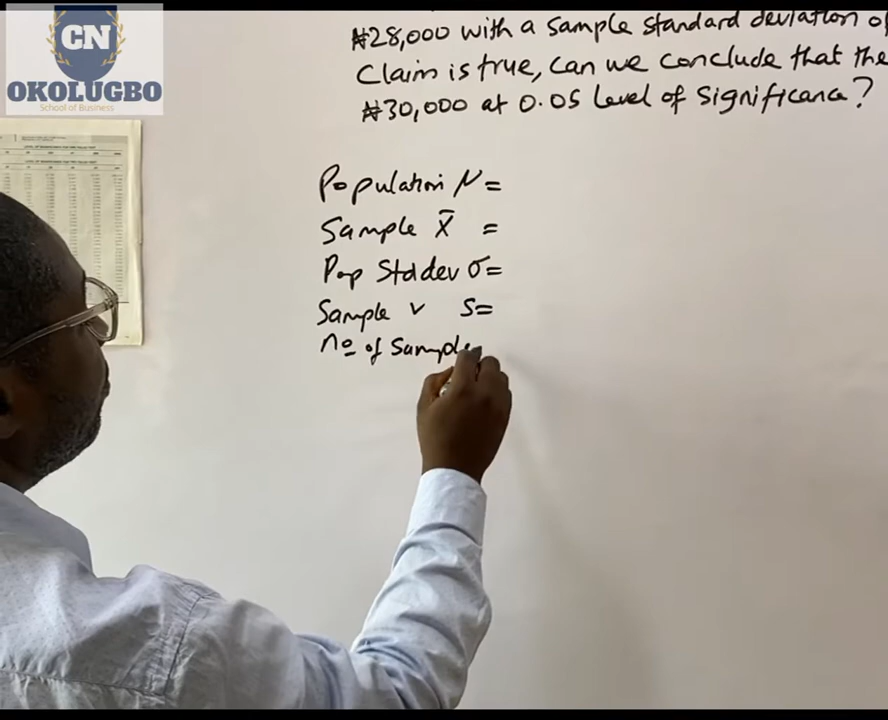 CN
OKOLUGBO
School of Business
₦28,000 with a sample standard deviation of
Claim is true, can we conclude that the
₦30,000 at 0.05 level of significance?
Population μ=
Sample x̄ =
Pop Std dev σ=
Sample " s=
no of Sample